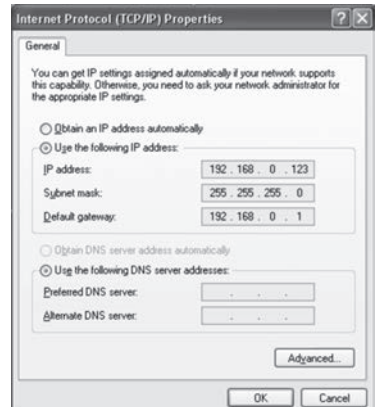 Internet Protocol (TCP/IP) Properties
General
You can get IP settings assigned automatically if your network supports
this capability. Otherwise, you need to ask your network administrator for
the appropriate IP settings.
Obtain an IP address automatically
Use the following IP address:
IP address: 192 . 168 . 0 . 123
Subnet mask: 255 . 255 . 255 . 0
Default gateway: 192 . 168 . 0 . 1
Obtain DNS server address automatically
Use the following DNS server addresses:
Preferred DNS server: . . .
Alternate DNS server: . . .
Advanced...
OK Cancel